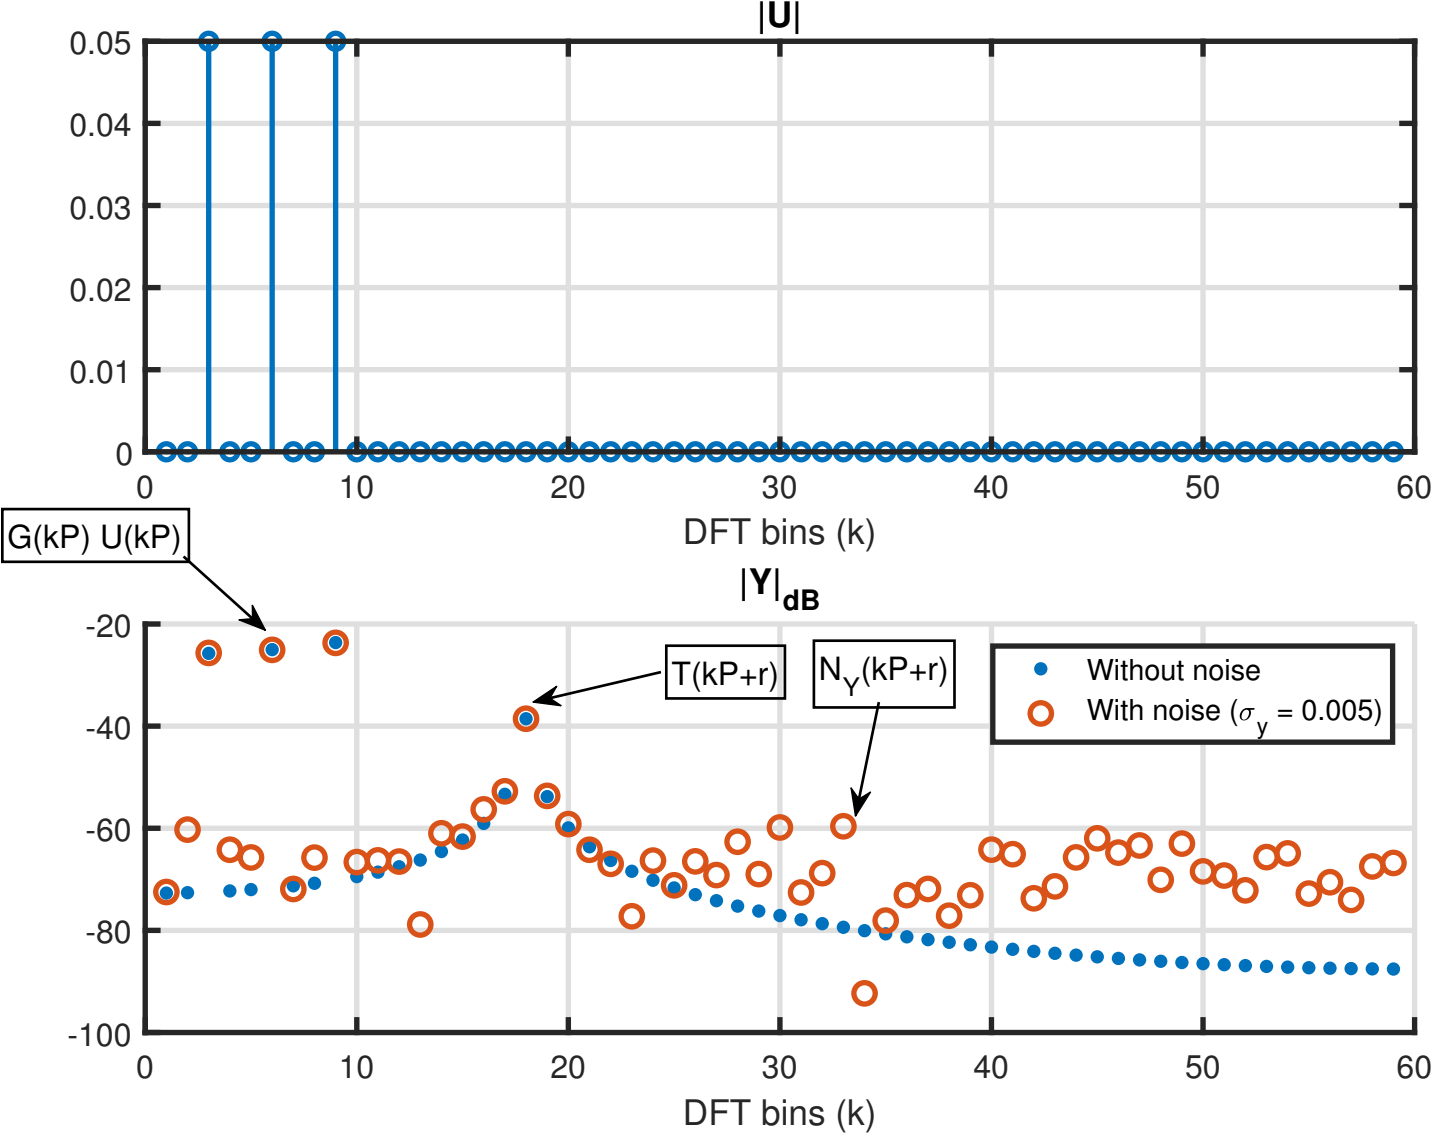 |U|
0.05
0.04
0.03
0.02
0.01
0
0 10 20 30 40 50 60
DFT bins (k)
G(kP) U(kP)
|Y|dB
-20
-40
-60
-80
-100
T(kP+r)
NY(kP+r)
Without noise
With noise (σy = 0.005)
0 10 20 30 40 50 60
DFT bins (k)